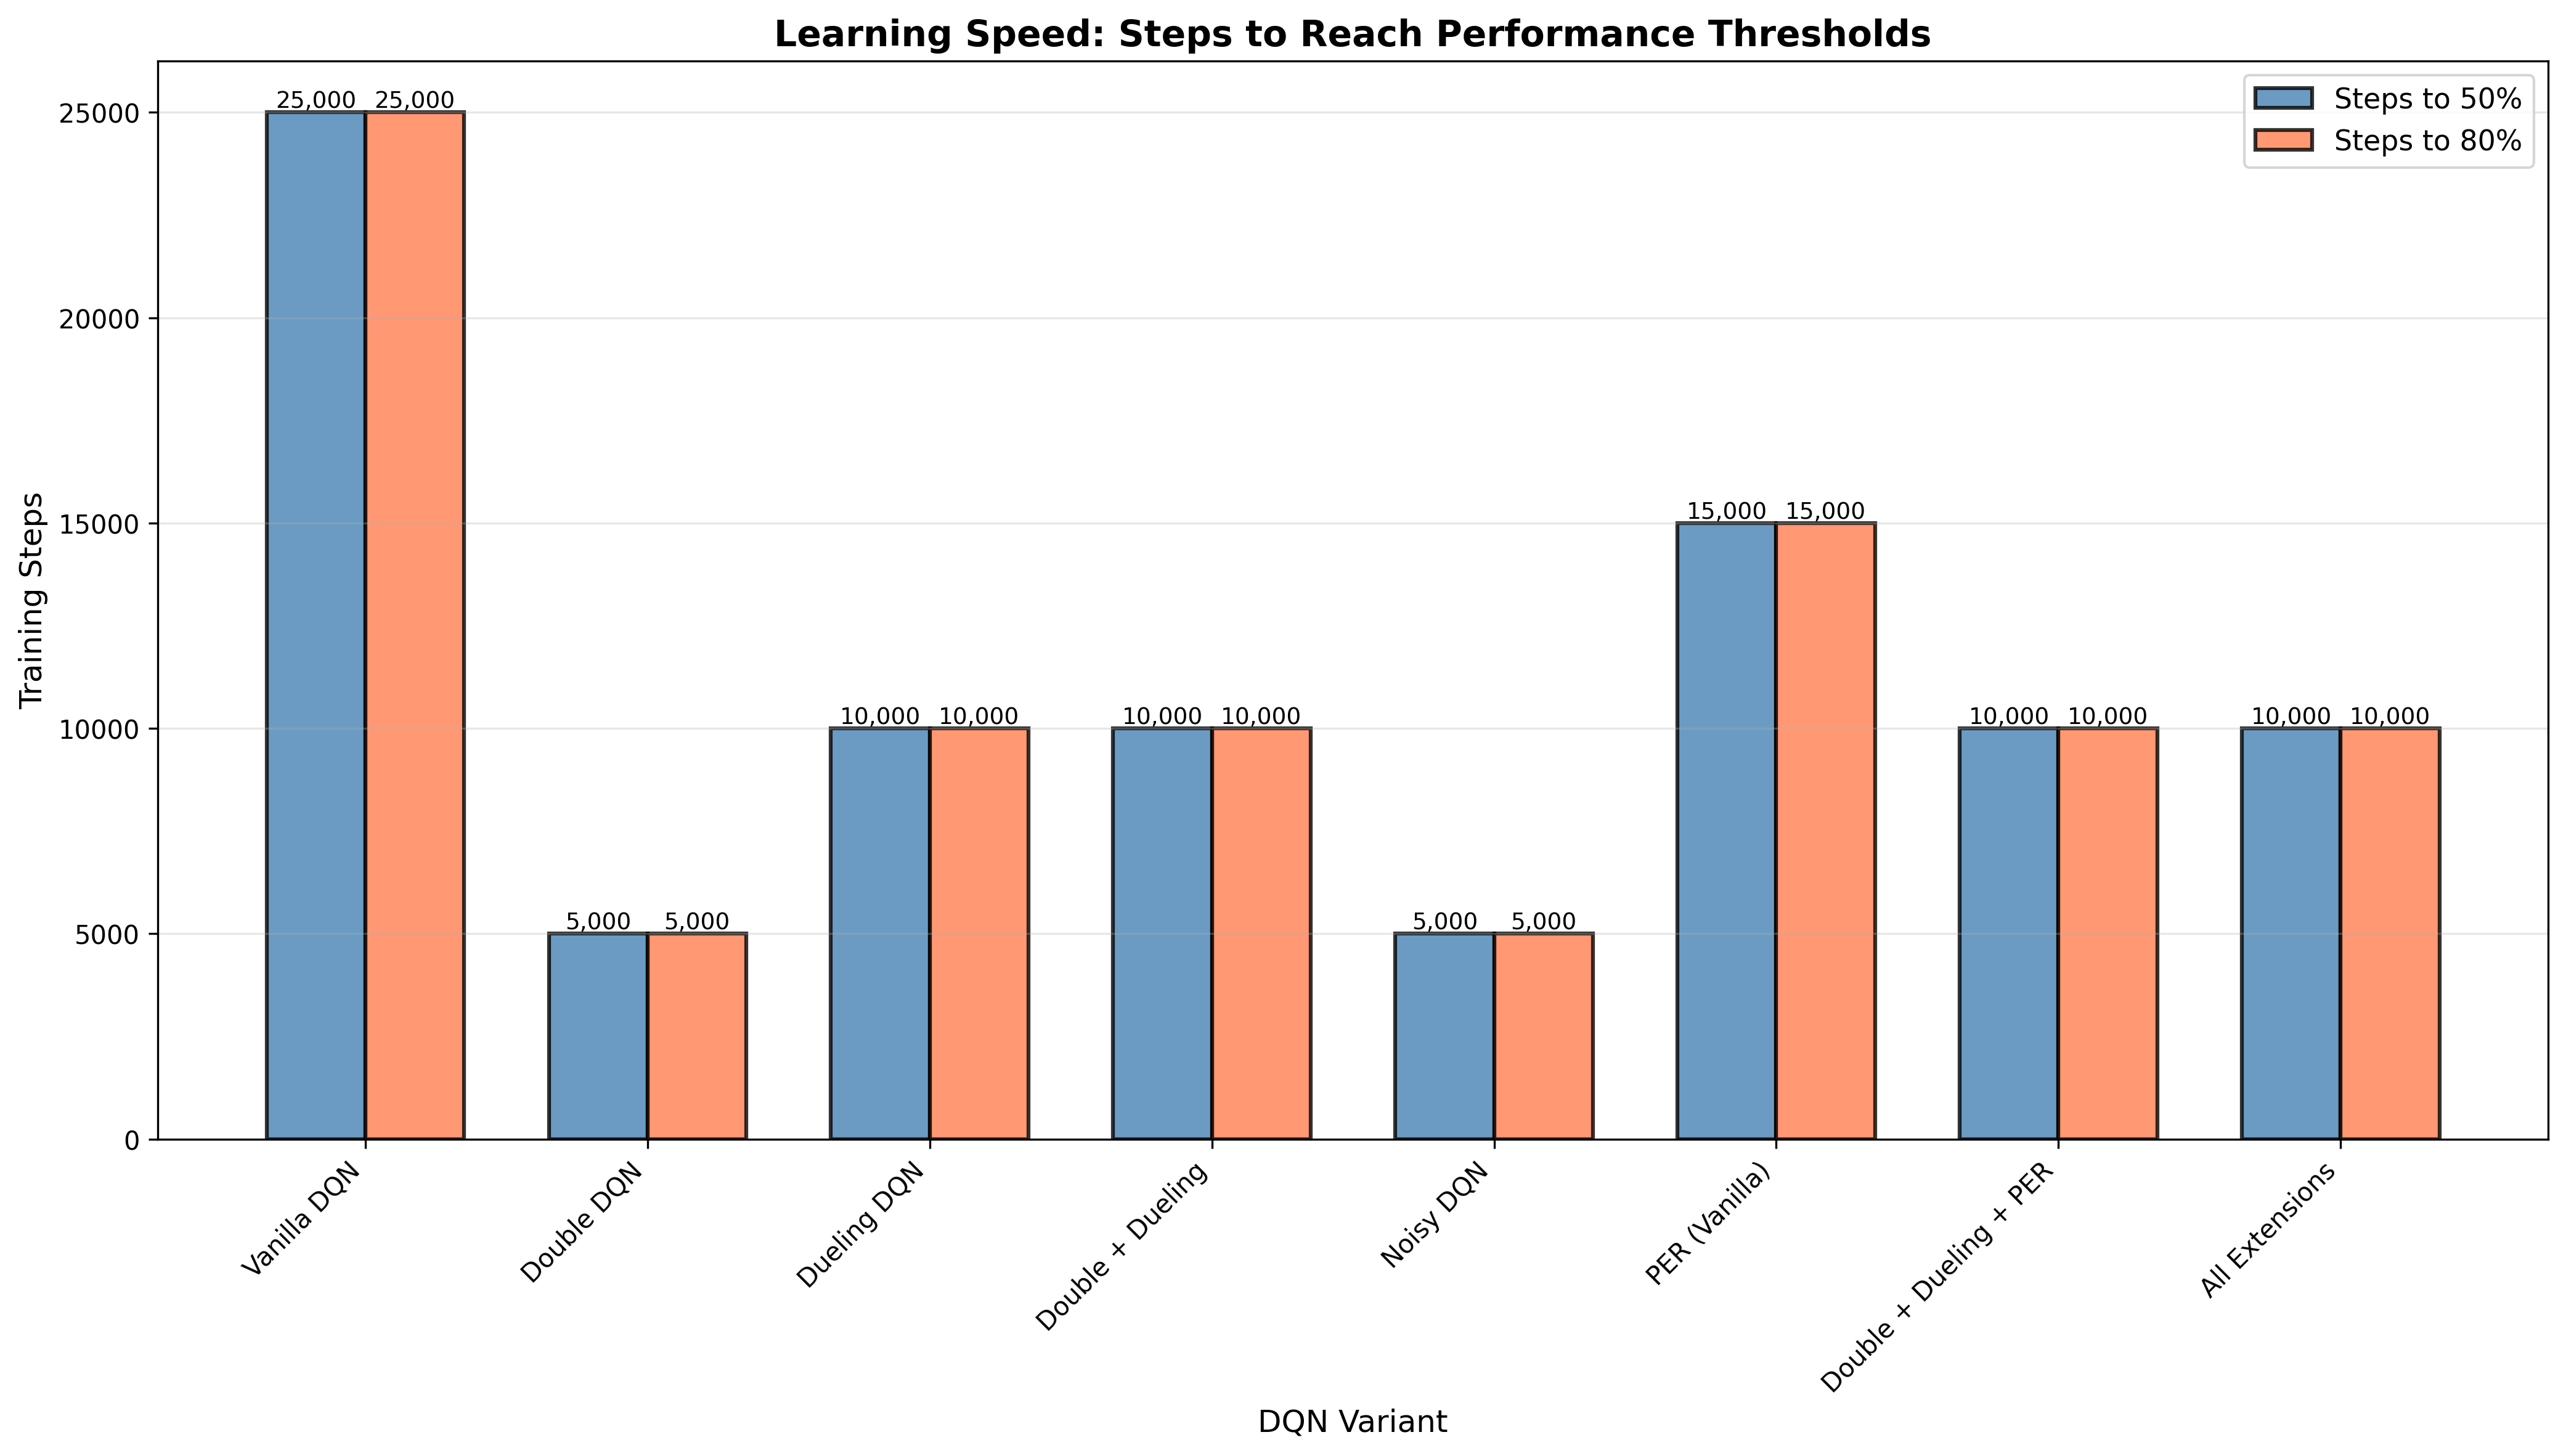 Learning Speed: Steps to Reach Performance Thresholds
Steps to 50%
Steps to 80%
Training Steps
25000
20000
15000
10000
5000
0
25,000 25,000
5,000 5,000
10,000 10,000
10,000 10,000
5,000 5,000
15,000 15,000
10,000 10,000
10,000 10,000
Vanilla DQN
Double DQN
Dueling DQN
Double + Dueling
Noisy DQN
PER (Vanilla)
Double + Dueling + PER
All Extensions
DQN Variant